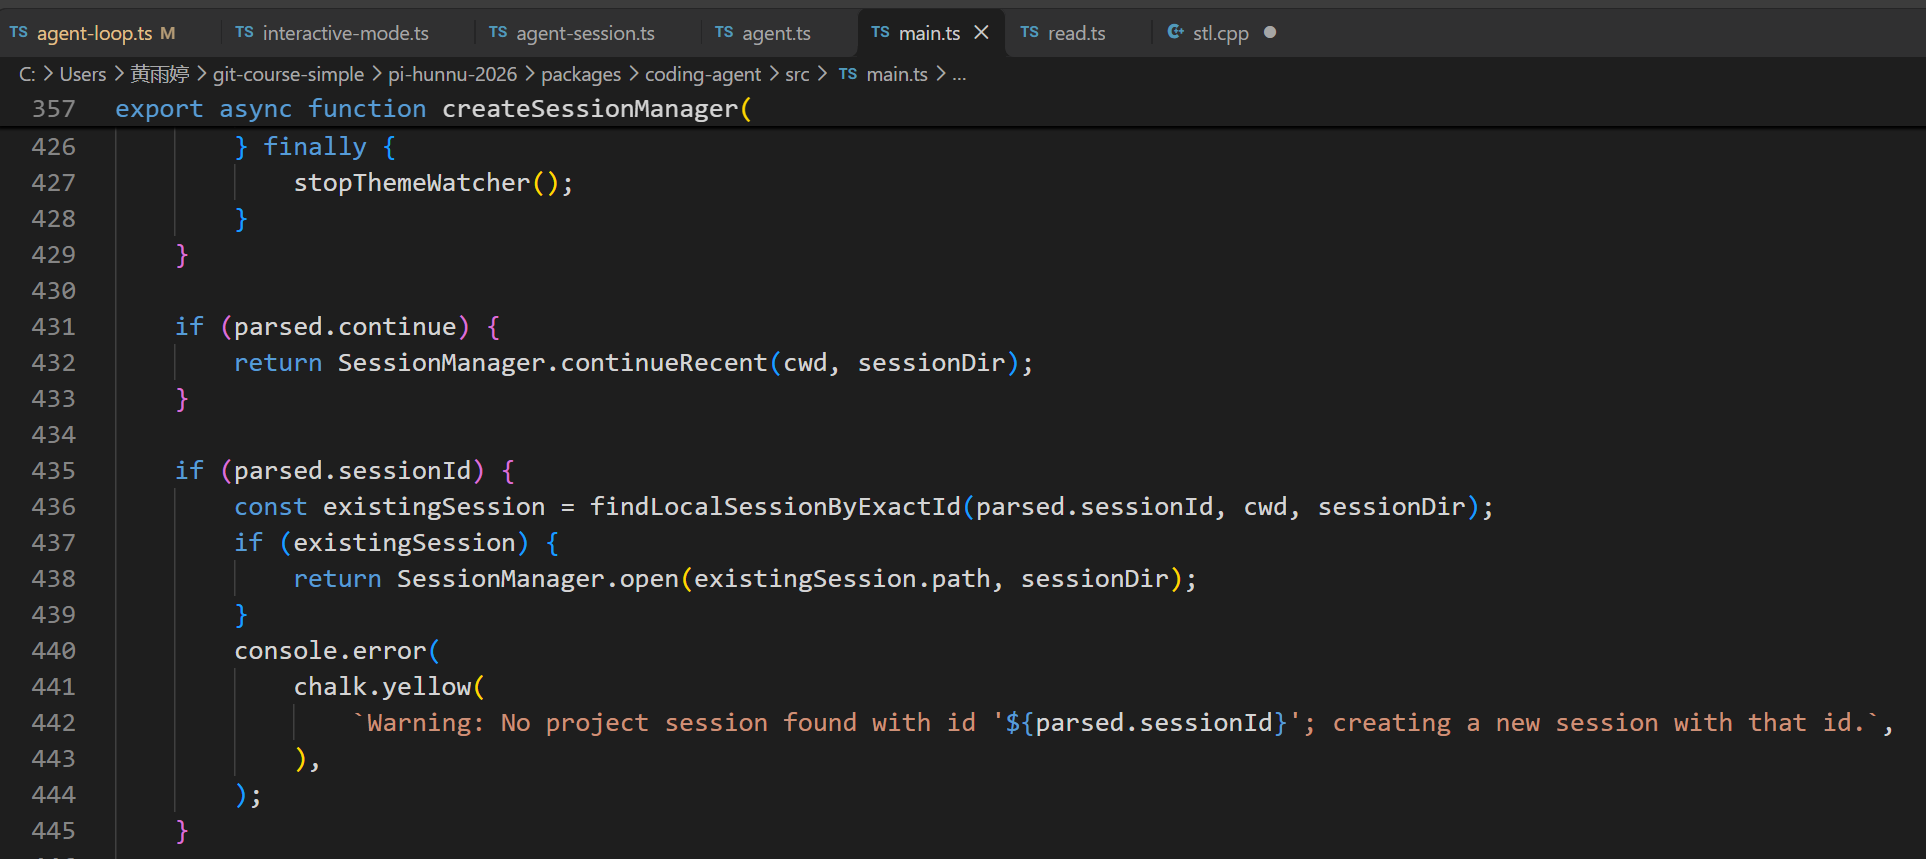 TS agent-loop.ts M TS interactive-mode.ts TS agent-session.ts TS agent.ts TS main.ts TS read.ts stl.cpp
C: > Users > 黄雨婷 > git-course-simple > pi-hunnu-2026 > packages > coding-agent > src > TS main.ts > ...
357 export async function createSessionManager(
426 } finally {
427 stopThemeWatcher();
428 }
429 }
430
431 if (parsed.continue) {
432 return SessionManager.continueRecent(cwd, sessionDir);
433 }
434
435 if (parsed.sessionId) {
436 const existingSession = findLocalSessionByExactId(parsed.sessionId, cwd, sessionDir);
437 if (existingSession) {
438 return SessionManager.open(existingSession.path, sessionDir);
439 }
440 console.error(
441 chalk.yellow(
442 `Warning: No project session found with id '${parsed.sessionId}'; creating a new session with that id.`,
443 ),
444 );
445 }